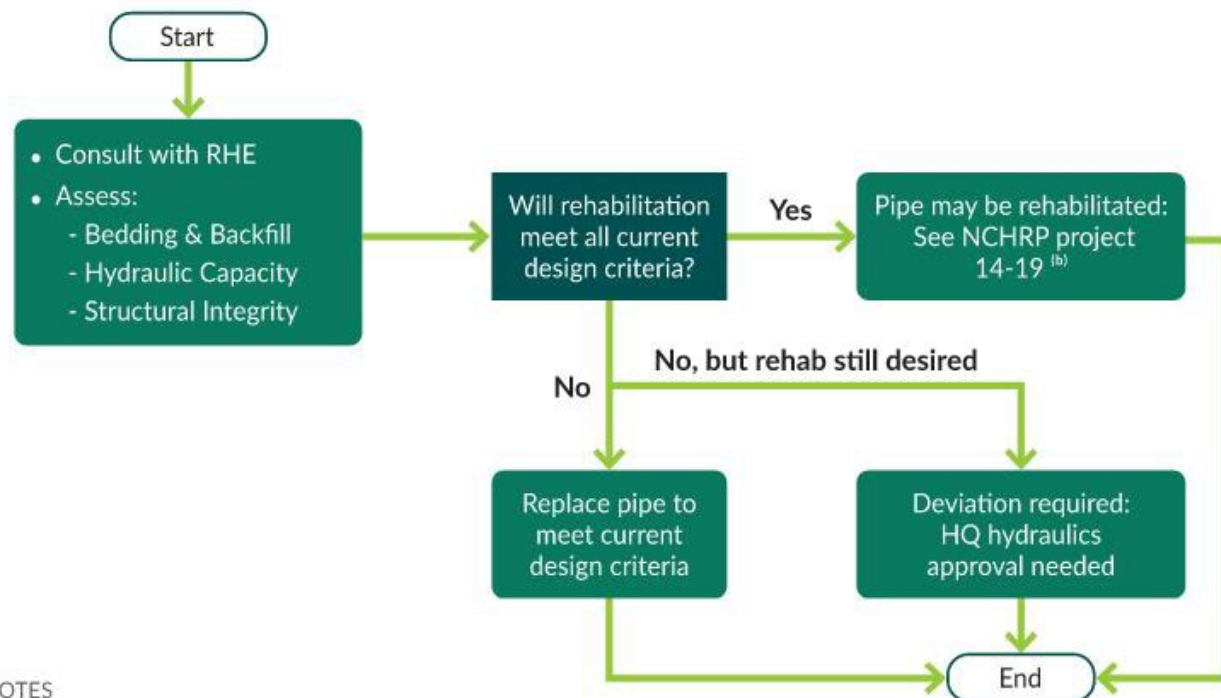 Start
• Consult with RHE
• Assess:
- Bedding & Backfill
- Hydraulic Capacity
- Structural Integrity
Will rehabilitation
meet all current
design criteria?
Yes
Pipe may be rehabilitated:
See NCHRP project
14-19 (b)
No, but rehab still desired
No
Replace pipe to
meet current
design criteria
Deviation required:
HQ hydraulics
approval needed
End
OTES